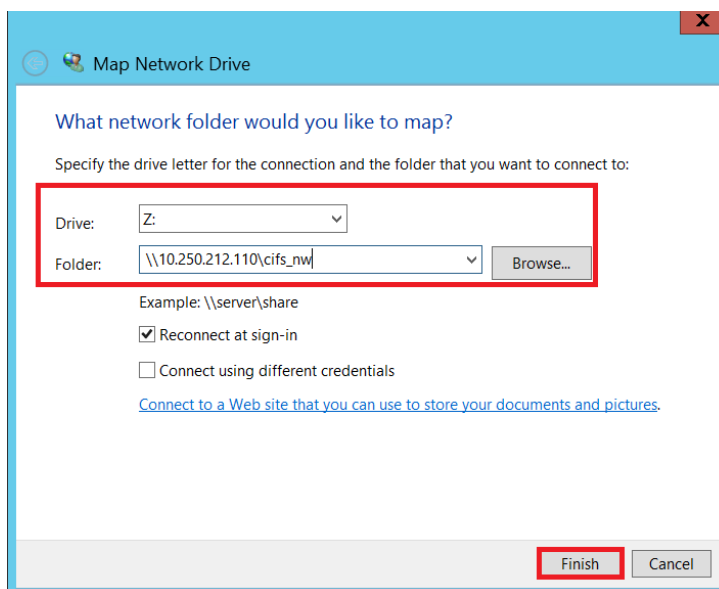 X
Map Network Drive
What network folder would you like to map?
Specify the drive letter for the connection and the folder that you want to connect to:
Drive: Z:
Folder: \\10.250.212.110\cifs_nw Browse...
Example: \\server\share
Reconnect at sign-in
Connect using different credentials
Connect to a Web site that you can use to store your documents and pictures.
Finish Cancel